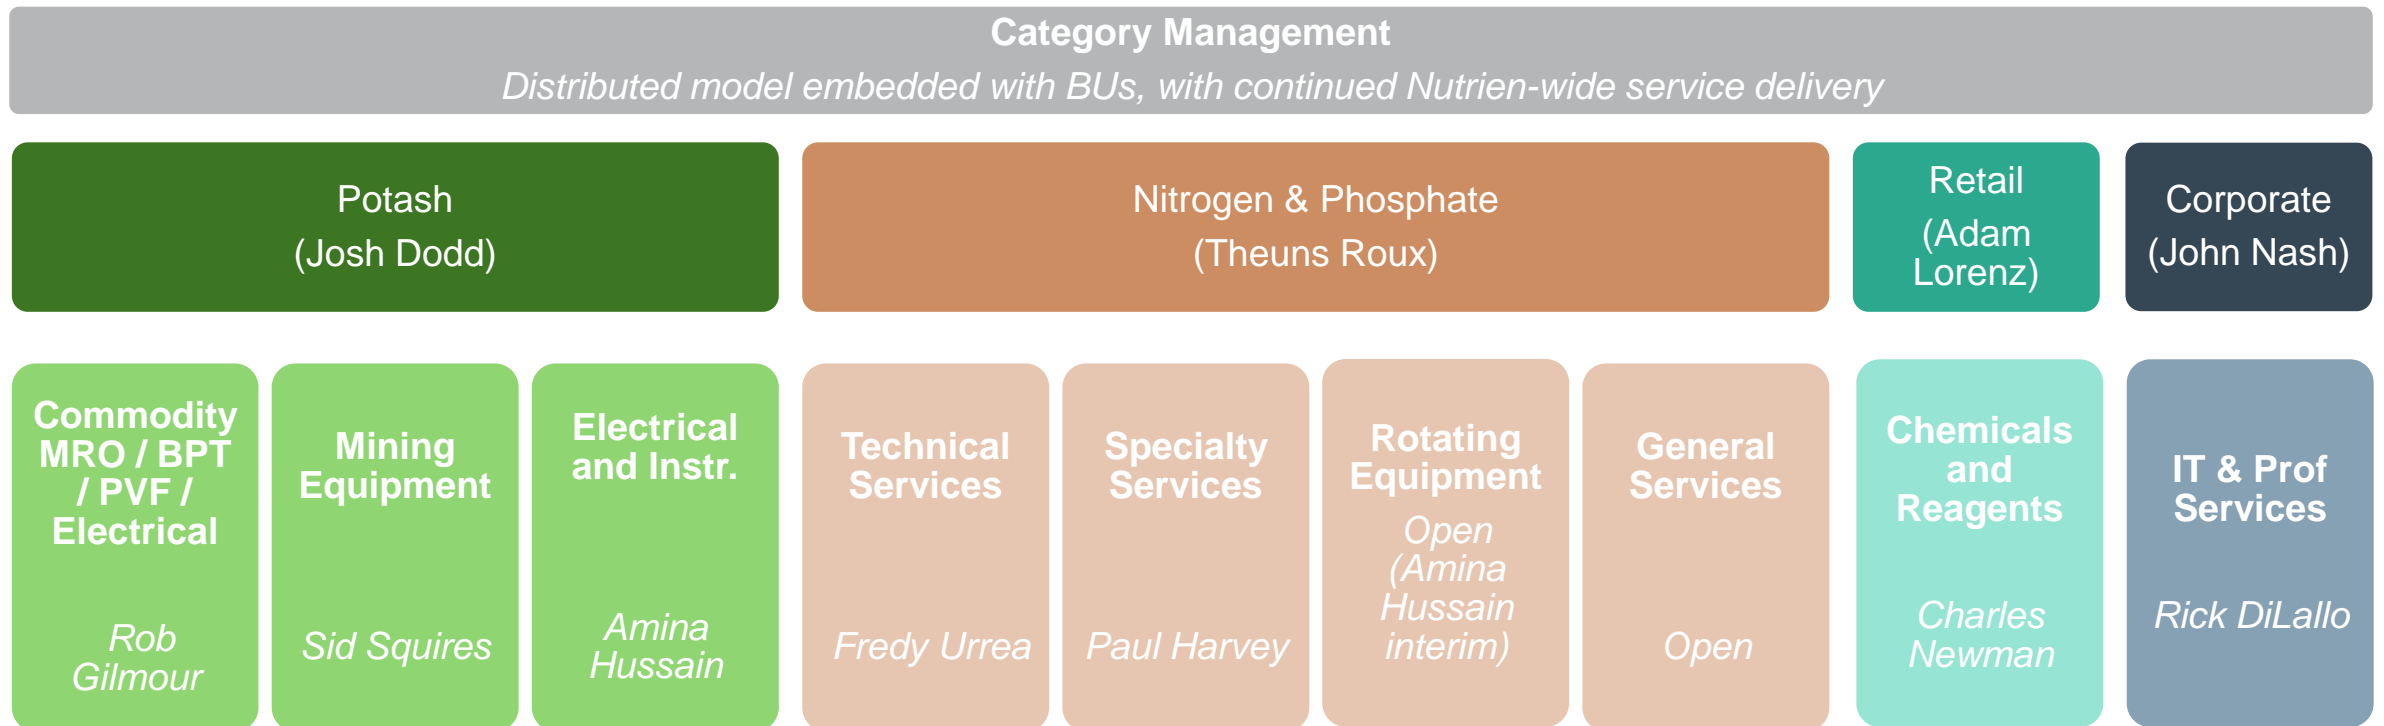 Category Management
Distributed model embedded with BUs, with continued Nutrien-wide service delivery
Potash
(Josh Dodd)
Nitrogen & Phosphate
(Theuns Roux)
Retail
(Adam
Lorenz)
Corporate
(John Nash)
Commodity
MRO / BPT
/ PVF /
Electrical
Rob
Gilmour
Mining
Equipment
Sid Squires
Electrical
and Instr.
Amina
Hussain
Technical
Services
Fredy Urrea
Specialty
Services
Paul Harvey
Rotating
Equipment
Open
(Amina
Hussain
interim)
General
Services
Open
Chemicals
and
Reagents
Charles
Newman
IT & Prof
Services
Rick DiLallo